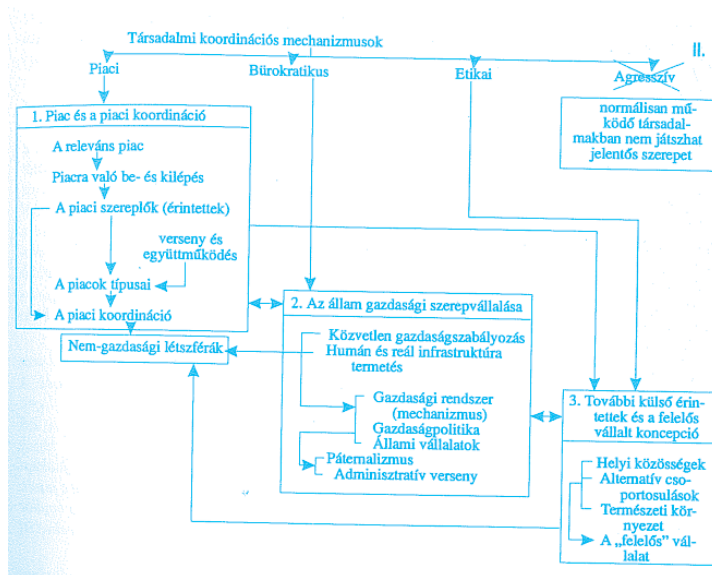 Társadalmi koordinációs mechanizmusok
II.
Piaci
Bürokratikus
Etikai
Agresszív
normálisan mű-
ködő társadal-
makban nem játszhat
jelentős szerepet
1. Piac és a piaci koordináció
A releváns piac
Piacra való be- és kilépés
A piaci szereplők (érintettek)
verseny és
együttműködés
A piacok típusai
A piaci koordináció
Nem-gazdasági létszférák
2. Az állam gazdasági szerepvállalása
Közvetlen gazdaságszabályozás
Humán és reál infrastruktúra
termetés
Gazdasági rendszer
(mechanizmus)
Gazdaságpolitika
Állami vállalatok
Páternalizmus
Adminisztratív verseny
3. További külső érin-
tettek és a felelős
vállalt koncepció
Helyi közösségek
Alternatív cso-
portosulások
Természeti kör-
nyezet
A „felelős” vál-
lalat